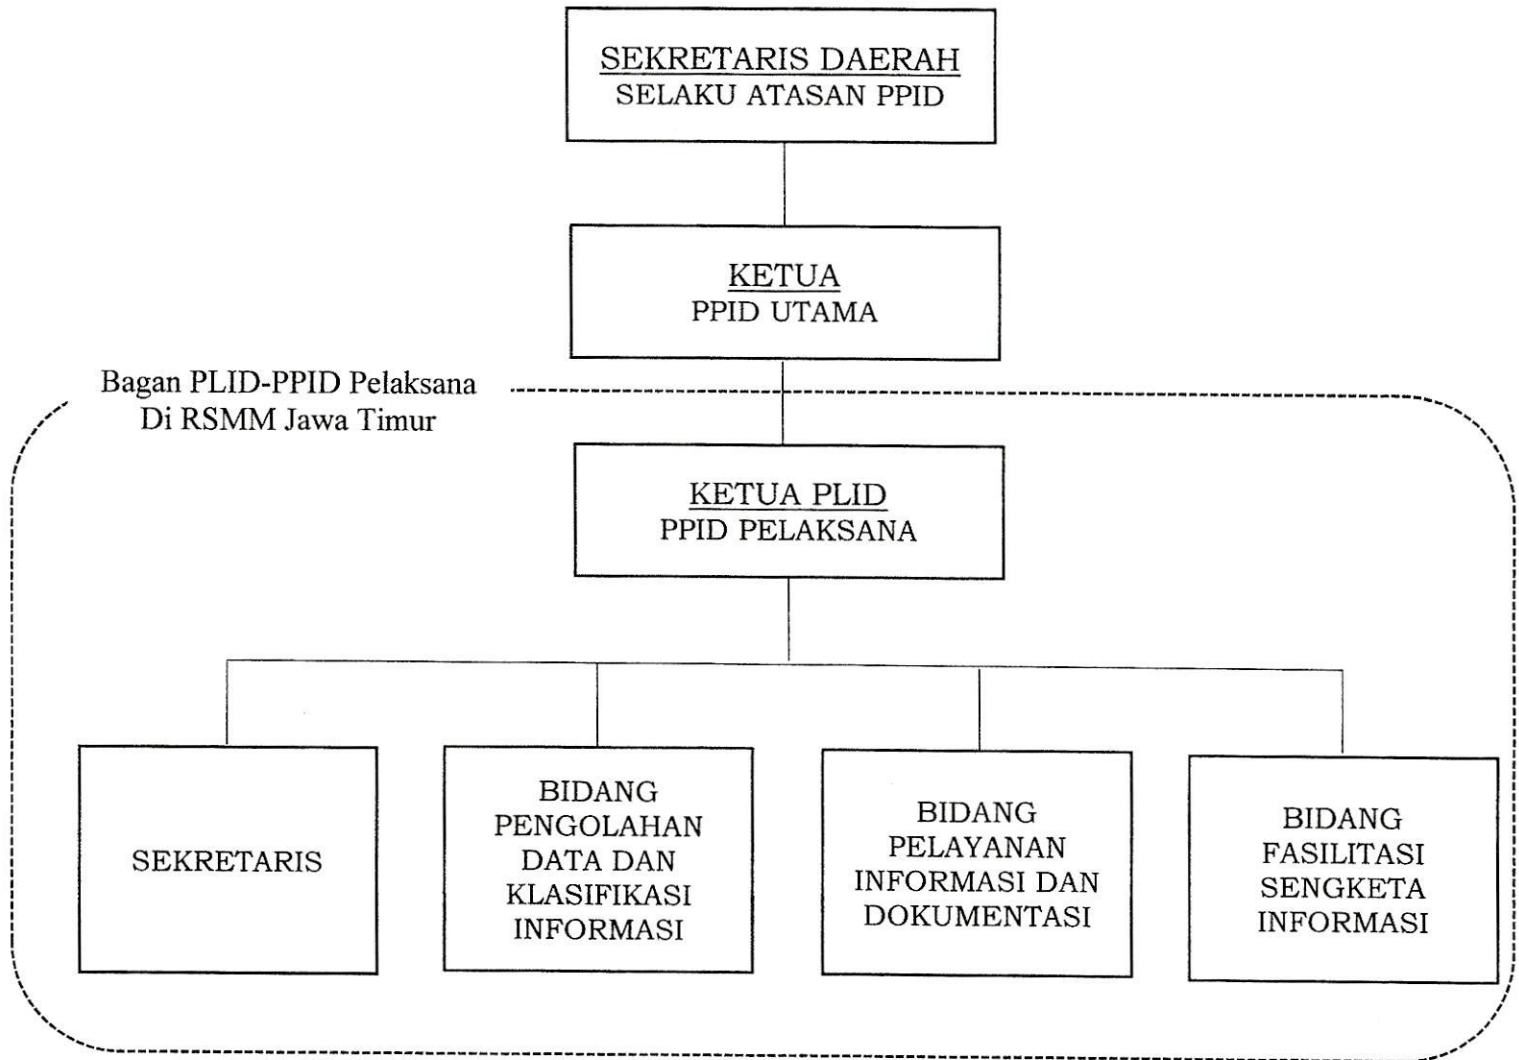 SEKRETARIS DAERAH
SELAKU ATASAN PPID
KETUA
PPID UTAMA
Bagan PLID-PPID Pelaksana
Di RSMM Jawa Timur
KETUA PLID
PPID PELAKSANA
SEKRETARIS
BIDANG
PENGOLAHAN
DATA DAN
KLASIFIKASI
INFORMASI
BIDANG
PELAYANAN
INFORMASI DAN
DOKUMENTASI
BIDANG
FASILITASI
SENGKETA
INFORMASI